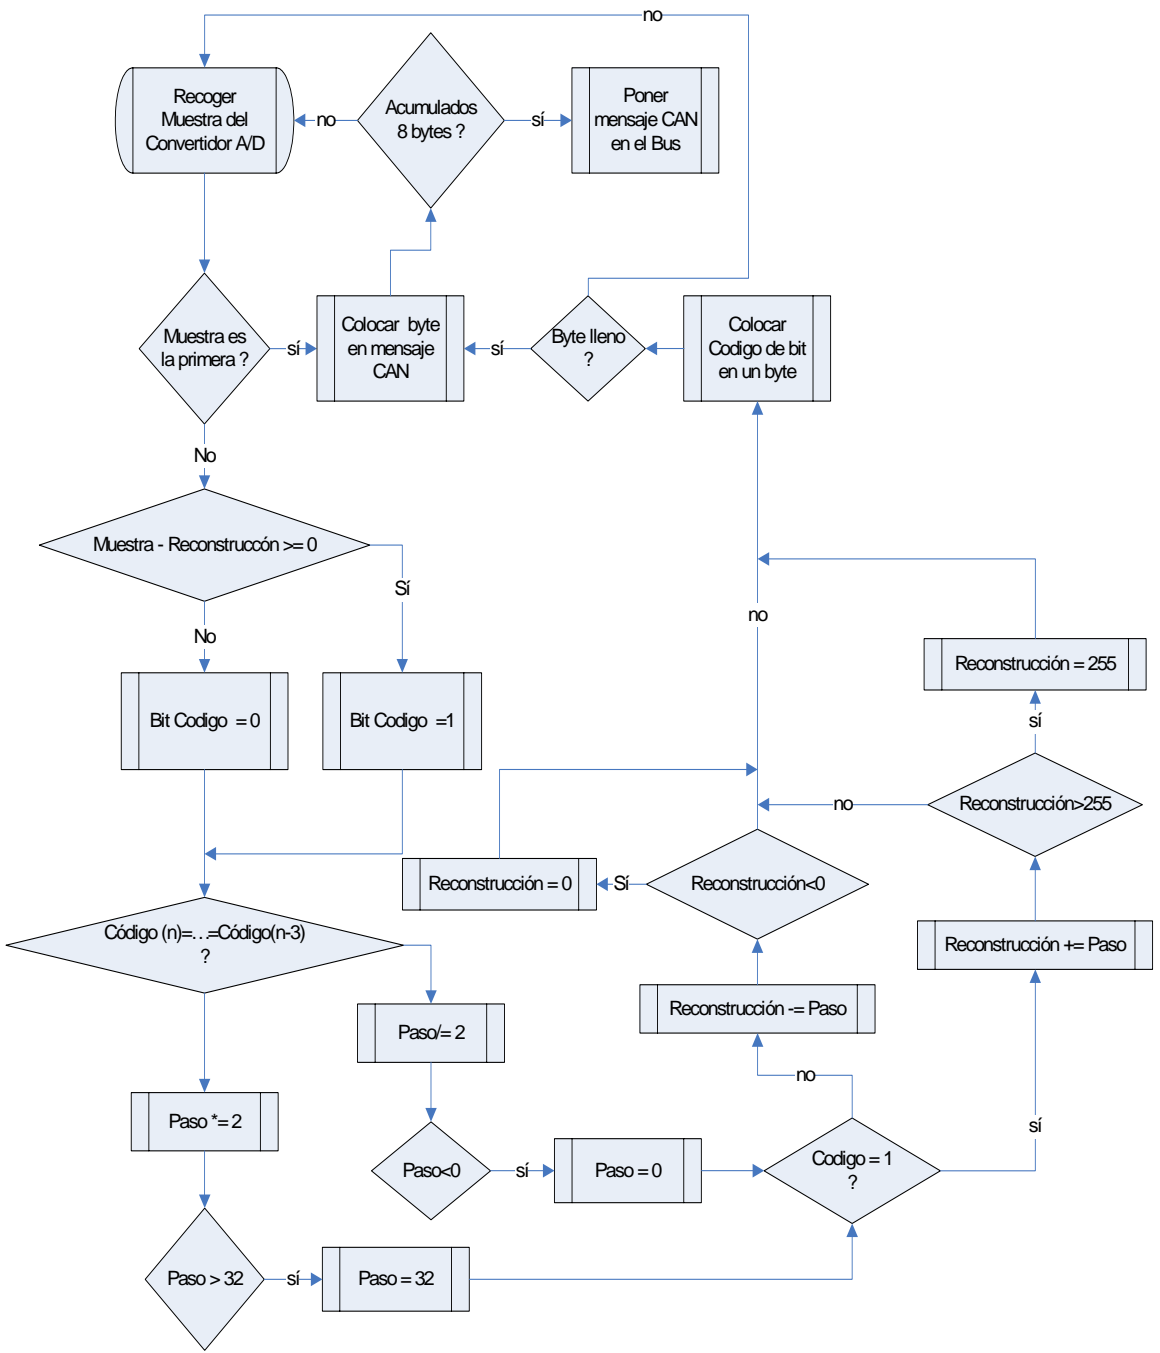 no
Recoger
Muestra del
Convertidor A/D
no
Acumulados
8 bytes ?
sí
Poner
mensaje CAN
en el Bus
Muestra es
la primera ?
sí
Colocar byte
en mensaje
CAN
sí
Byte lleno
?
Colocar
Codigo de bit
en un byte
No
Muestra - Reconstruccón >= 0
Sí
No
no
Bit Codigo = 0
Bit Codigo =1
Reconstrucción = 255
sí
Reconstrucción>255
no
Reconstrucción = 0
Sí
Reconstrucción<0
Código (n)=…=Código(n-3)
?
Reconstrucción += Paso
Reconstrucción -= Paso
Paso/= 2
no
Paso *= 2
sí
Paso<0
sí
Paso = 0
Codigo = 1
?
Paso > 32
sí
Paso = 32